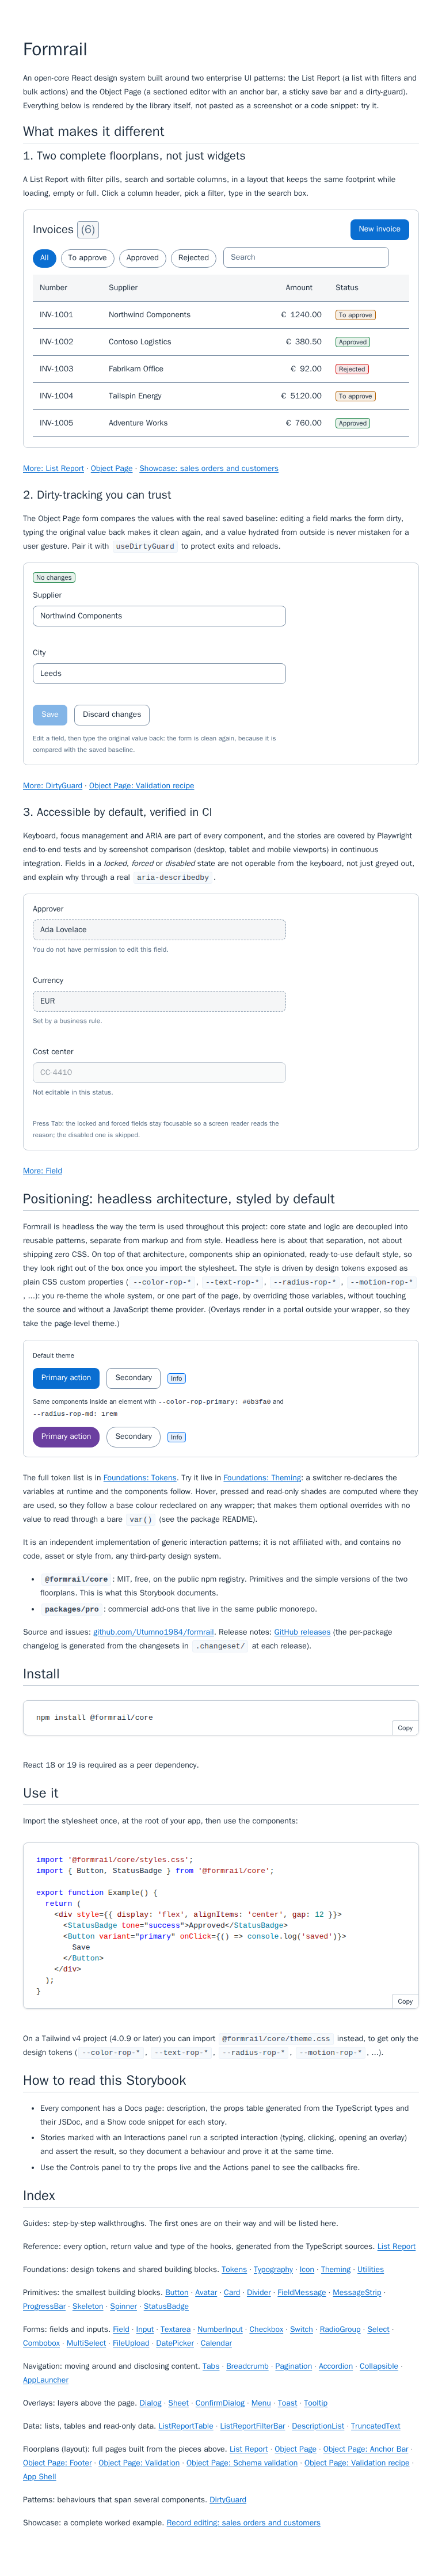 Formrail
An open-core React design system built around two enterprise UI patterns: the List Report (a list with filters and
bulk actions) and the Object Page (a sectioned editor with an anchor bar, a sticky save bar and a dirty-guard).
Everything below is rendered by the library itself, not pasted as a screenshot or a code snippet: try it.
What makes it different
1. Two complete floorplans, not just widgets
A List Report with filter pills, search and sortable columns, in a layout that keeps the same footprint while
loading, empty or full. Click a column header, pick a filter, type in the search box.
Invoices (6) New invoice
All To approve Approved Rejected Search
Number Supplier Amount Status
INV-1001 Northwind Components € 1240.00 To approve
INV-1002 Contoso Logistics € 380.50 Approved
INV-1003 Fabrikam Office € 92.00 Rejected
INV-1004 Tailspin Energy € 5120.00 To approve
INV-1005 Adventure Works € 760.00 Approved
More: List Report · Object Page · Showcase: sales orders and customers
2. Dirty-tracking you can trust
The Object Page form compares the values with the real saved baseline: editing a field marks the form dirty,
typing the original value back makes it clean again, and a value hydrated from outside is never mistaken for a
user gesture. Pair it with useDirtyGuard to protect exits and reloads.
No changes
Supplier
Northwind Components
City
Leeds
Save Discard changes
Edit a field, then type the original value back: the form is clean again, because it is
compared with the saved baseline.
More: DirtyGuard · Object Page: Validation recipe
3. Accessible by default, verified in CI
Keyboard, focus management and ARIA are part of every component, and the stories are covered by Playwright
end-to-end tests and by screenshot comparison (desktop, tablet and mobile viewports) in continuous
integration. Fields in a locked, forced or disabled state are not operable from the keyboard, not just greyed out,
and explain why through a real aria-describedby .
Approver
Ada Lovelace
You do not have permission to edit this field.
Currency
EUR
Set by a business rule.
Cost center
CC-4410
Not editable in this status.
Press Tab: the locked and forced fields stay focusable so a screen reader reads the
reason; the disabled one is skipped.
More: Field
Positioning: headless architecture, styled by default
Formrail is headless the way the term is used throughout this project: core state and logic are decoupled into
reusable patterns, separate from markup and from style. Headless here is about that separation, not about
shipping zero CSS. On top of that architecture, components ship an opinionated, ready-to-use default style, so
they look right out of the box once you import the stylesheet. The style is driven by design tokens exposed as
plain CSS custom properties ( --color-rop-* , --text-rop-* , --radius-rop-* , --motion-rop-*
, ...): you re-theme the whole system, or one part of the page, by overriding those variables, without touching
the source and without a JavaScript theme provider. (Overlays render in a portal outside your wrapper, so they
take the page-level theme.)
Default theme
Primary action Secondary Info
Same components inside an element with --color-rop-primary: #6b3fa0 and
--radius-rop-md: 1rem
Primary action Secondary Info
The full token list is in Foundations: Tokens. Try it live in Foundations: Theming: a switcher re-declares the
variables at runtime and the components follow. Hover, pressed and read-only shades are computed where they
are used, so they follow a base colour redeclared on any wrapper; that makes them optional overrides with no
value to read through a bare var() (see the package README).
It is an independent implementation of generic interaction patterns; it is not affiliated with, and contains no
code, asset or style from, any third-party design system.
• @formrail/core : MIT, free, on the public npm registry. Primitives and the simple versions of the two
floorplans. This is what this Storybook documents.
• packages/pro : commercial add-ons that live in the same public monorepo.
Source and issues: github.com/Utumno1984/formrail. Release notes: GitHub releases (the per-package
changelog is generated from the changesets in .changeset/ at each release).
Install
npm install @formrail/core
Copy
React 18 or 19 is required as a peer dependency.
Use it
Import the stylesheet once, at the root of your app, then use the components:
import '@formrail/core/styles.css';
import { Button, StatusBadge } from '@formrail/core';
export function Example() {
return (
<div style={{ display: 'flex', alignItems: 'center', gap: 12 }}>
<StatusBadge tone="success">Approved</StatusBadge>
<Button variant="primary" onClick={() => console.log('saved')}>
Save
</Button>
</div>
);
}
Copy
On a Tailwind v4 project (4.0.9 or later) you can import @formrail/core/theme.css instead, to get only the
design tokens ( --color-rop-* , --text-rop-* , --radius-rop-* , --motion-rop-* , ...).
How to read this Storybook
• Every component has a Docs page: description, the props table generated from the TypeScript types and
their JSDoc, and a Show code snippet for each story.
• Stories marked with an Interactions panel run a scripted interaction (typing, clicking, opening an overlay)
and assert the result, so they document a behaviour and prove it at the same time.
• Use the Controls panel to try the props live and the Actions panel to see the callbacks fire.
Index
Guides: step-by-step walkthroughs. The first ones are on their way and will be listed here.
Reference: every option, return value and type of the hooks, generated from the TypeScript sources. List Report
Foundations: design tokens and shared building blocks. Tokens · Typography · Icon · Theming · Utilities
Primitives: the smallest building blocks. Button · Avatar · Card · Divider · FieldMessage · MessageStrip ·
ProgressBar · Skeleton · Spinner · StatusBadge
Forms: fields and inputs. Field · Input · Textarea · NumberInput · Checkbox · Switch · RadioGroup · Select ·
Combobox · MultiSelect · FileUpload · DatePicker · Calendar
Navigation: moving around and disclosing content. Tabs · Breadcrumb · Pagination · Accordion · Collapsible ·
AppLauncher
Overlays: layers above the page. Dialog · Sheet · ConfirmDialog · Menu · Toast · Tooltip
Data: lists, tables and read-only data. ListReportTable · ListReportFilterBar · DescriptionList · TruncatedText
Floorplans (layout): full pages built from the pieces above. List Report · Object Page · Object Page: Anchor Bar ·
Object Page: Footer · Object Page: Validation · Object Page: Schema validation · Object Page: Validation recipe ·
App Shell
Patterns: behaviours that span several components. DirtyGuard
Showcase: a complete worked example. Record editing: sales orders and customers